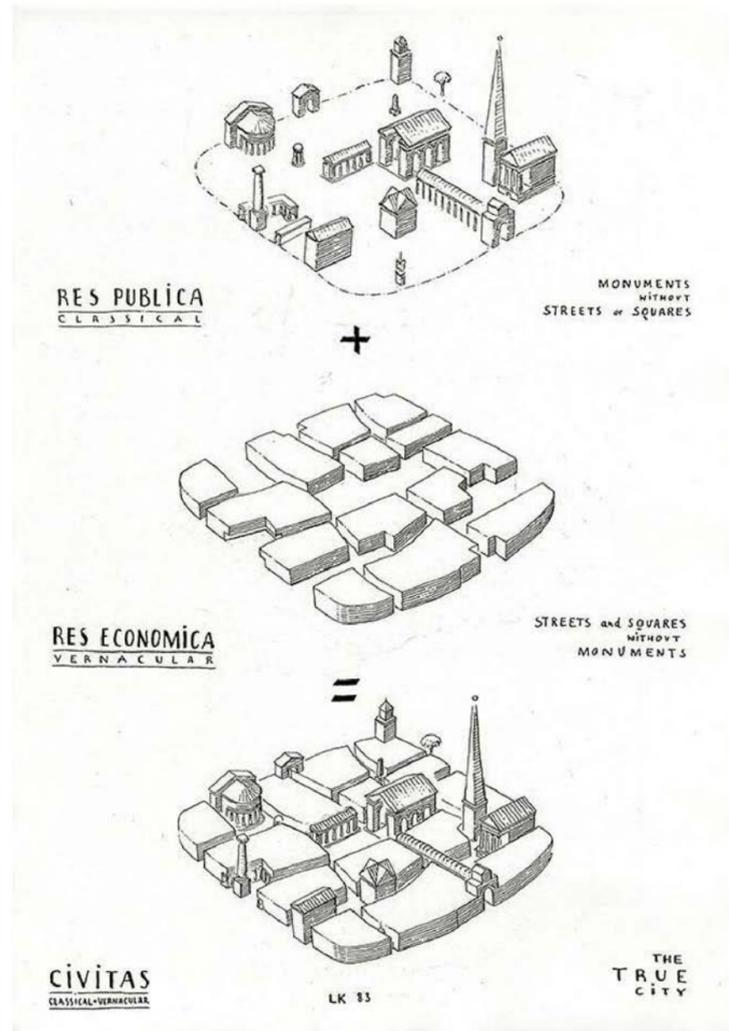 RES PUBLICA
CLASSICAL
MONUMENTS
WITHOUT
STREETS or SQUARES
+
RES ECONOMICA
VERNACULAR
STREETS and SQUARES
WITHOUT
MONUMENTS
=
CIVITAS
CLASSICAL+VERNACULAR
LK 83
THE
TRUE
CITY